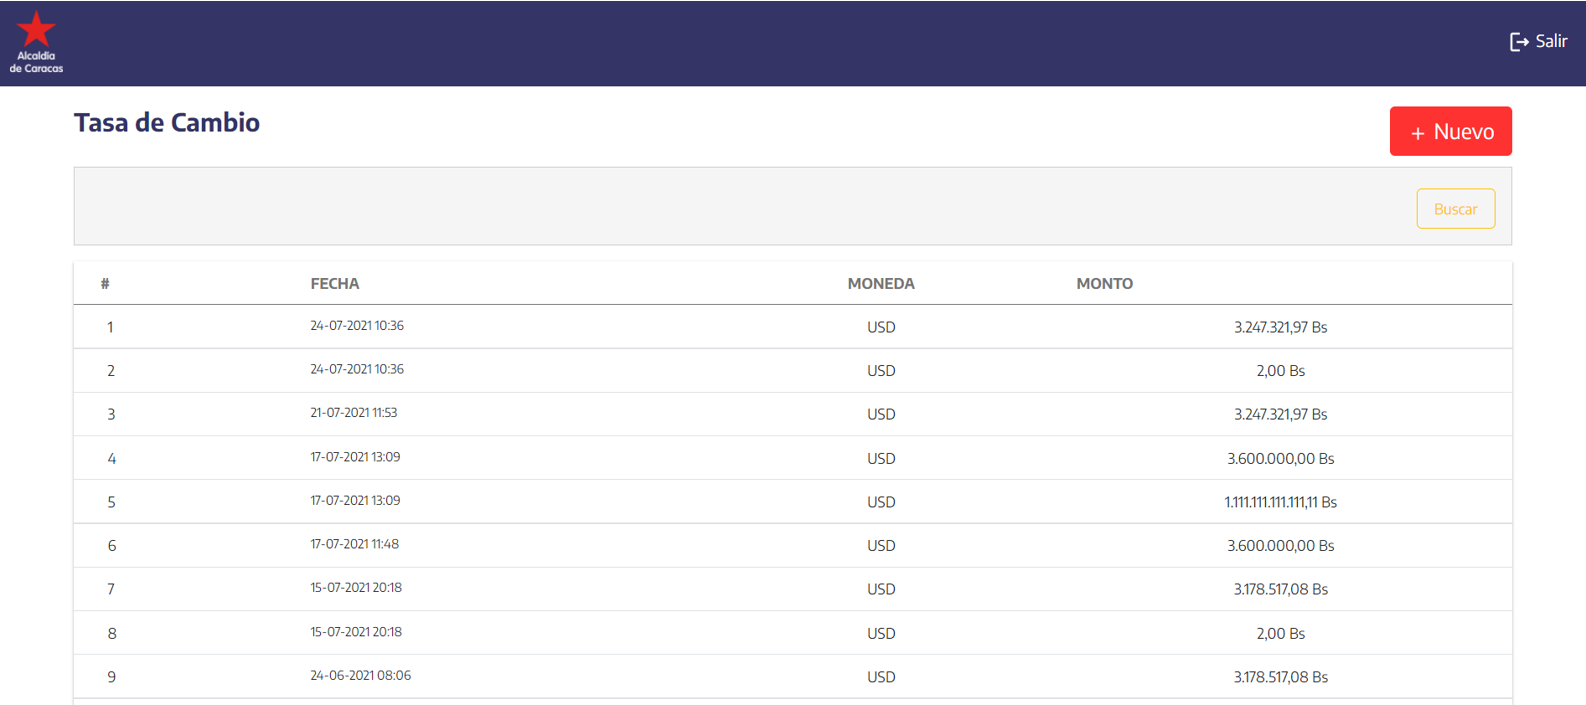 Alcaldía
de Caracas
Salir
Tasa de Cambio
+ Nuevo
Buscar
# FECHA MONEDA MONTO
1 24-07-2021 10:36 USD 3.247.321,97 Bs
2 24-07-2021 10:36 USD 2,00 Bs
3 21-07-2021 11:53 USD 3.247.321,97 Bs
4 17-07-2021 13:09 USD 3.600.000,00 Bs
5 17-07-2021 13:09 USD 1.111.111.111.111,11 Bs
6 17-07-2021 11:48 USD 3.600.000,00 Bs
7 15-07-2021 20:18 USD 3.178.517,08 Bs
8 15-07-2021 20:18 USD 2,00 Bs
9 24-06-2021 08:06 USD 3.178.517,08 Bs